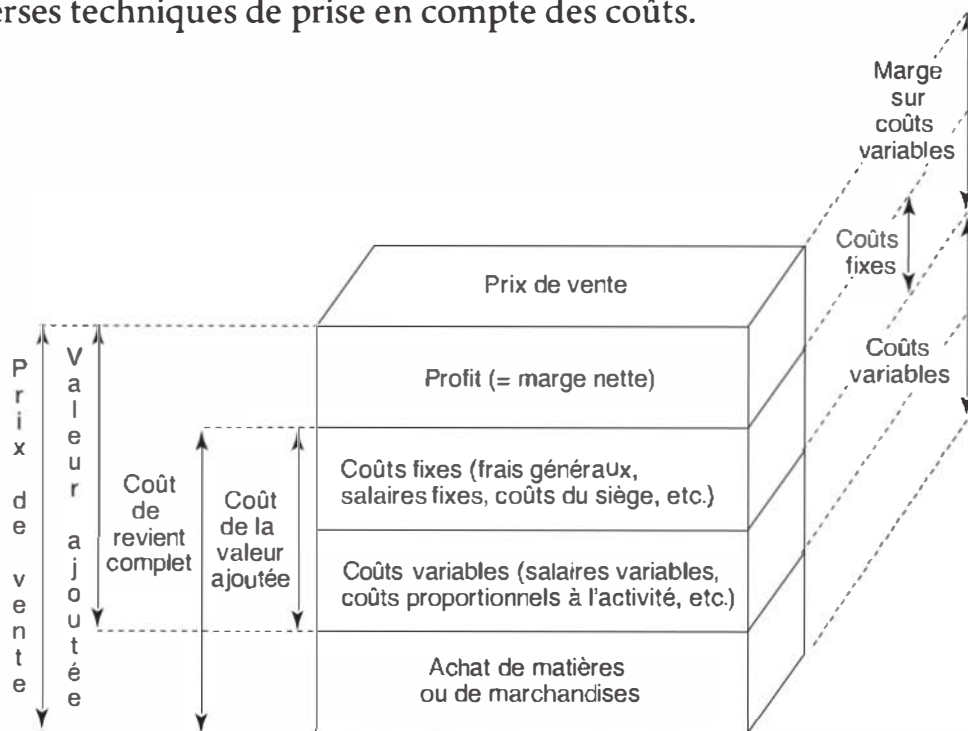 erses techniques de prise en compte des coûts.
Marge
sur
coûts
variables
Coûts
fixes
Coûts
variables
Prix de vente
Profit (= marge nette)
Coûts fixes (frais généraux,
salaires fixes, coûts du siège, etc.)
Coûts variables (salaires variables,
coûts proportionnels à l'activité, etc.)
Achat de matières
ou de marchandises
Prix de vente
Valeur ajoutée
Coût
de
revient
complet
Coût
de la
valeur
ajoutée